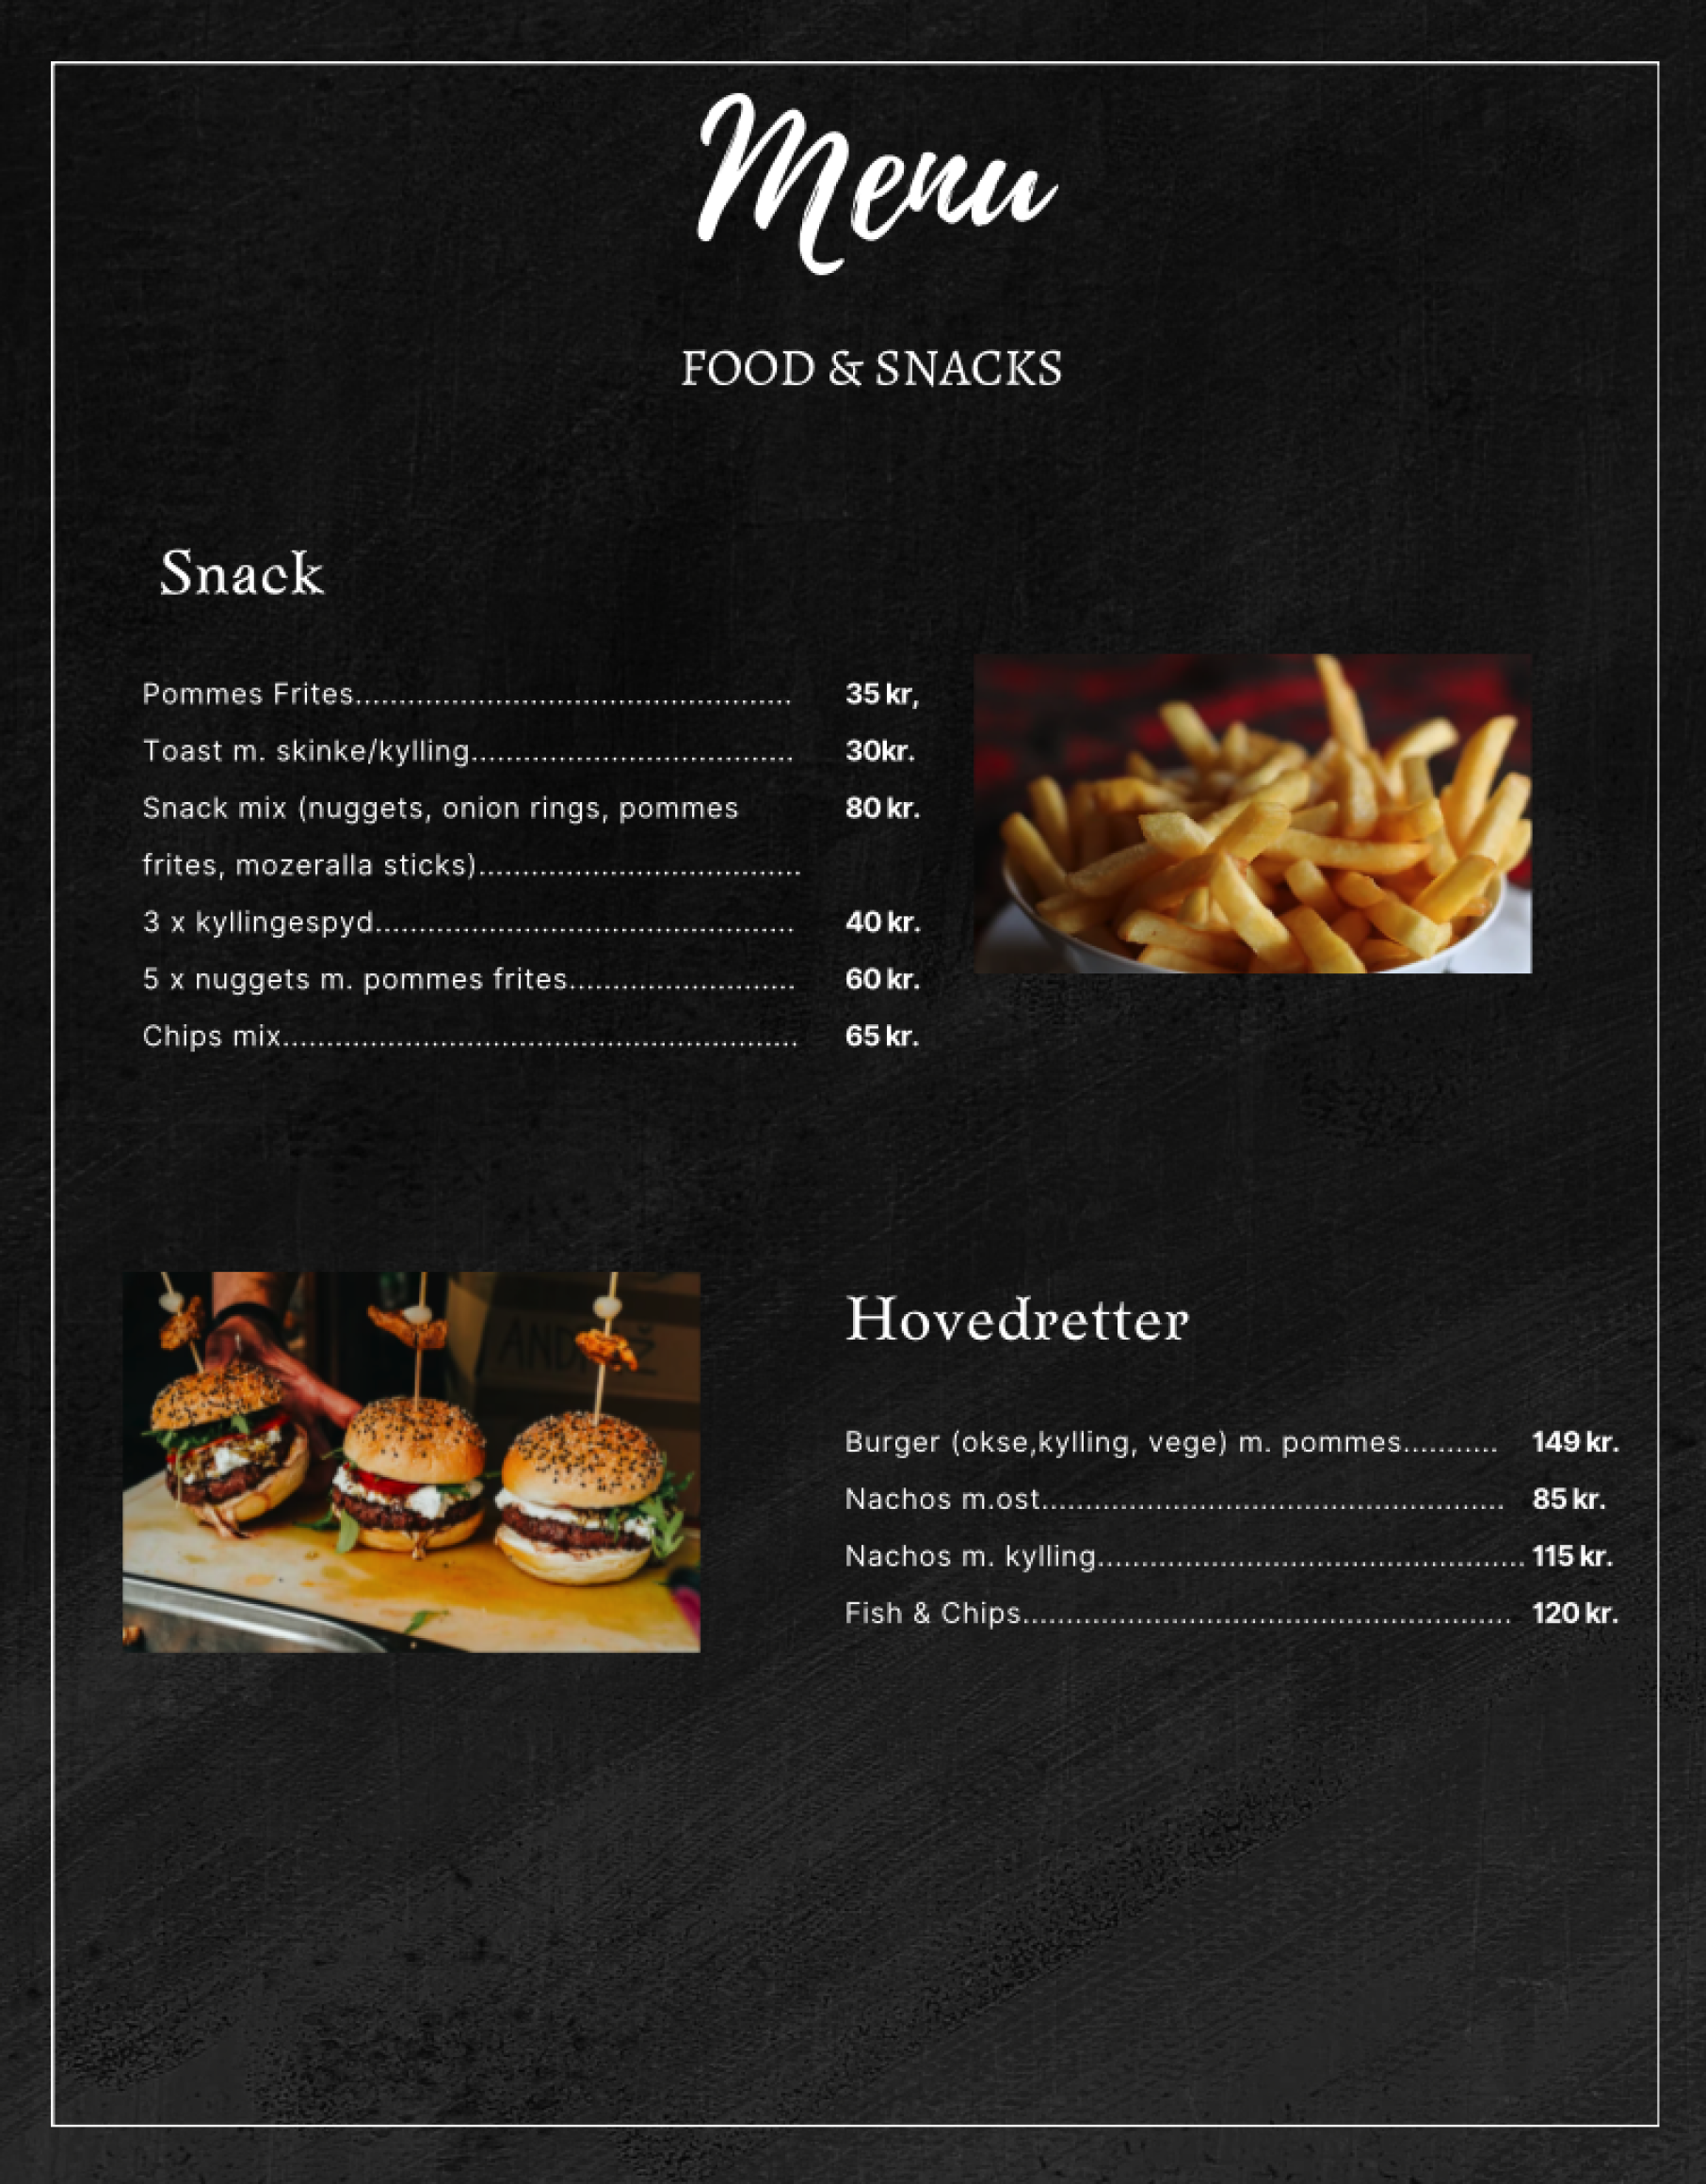 Menu
FOOD & SNACKS
Snack
Pommes Frites.................................................. 35 kr,
Toast m. skinke/kylling..................................... 30kr.
Snack mix (nuggets, onion rings, pommes 80 kr.
frites, mozeralla sticks).....................................
3 x kyllingespyd................................................ 40 kr.
5 x nuggets m. pommes frites.......................... 60 kr.
Chips mix........................................................... 65 kr.
Hovedretter
Burger (okse,kylling, vege) m. pommes........... 149 kr.
Nachos m.ost..................................................... 85 kr.
Nachos m. kylling................................................. 115 kr.
Fish & Chips........................................................ 120 kr.